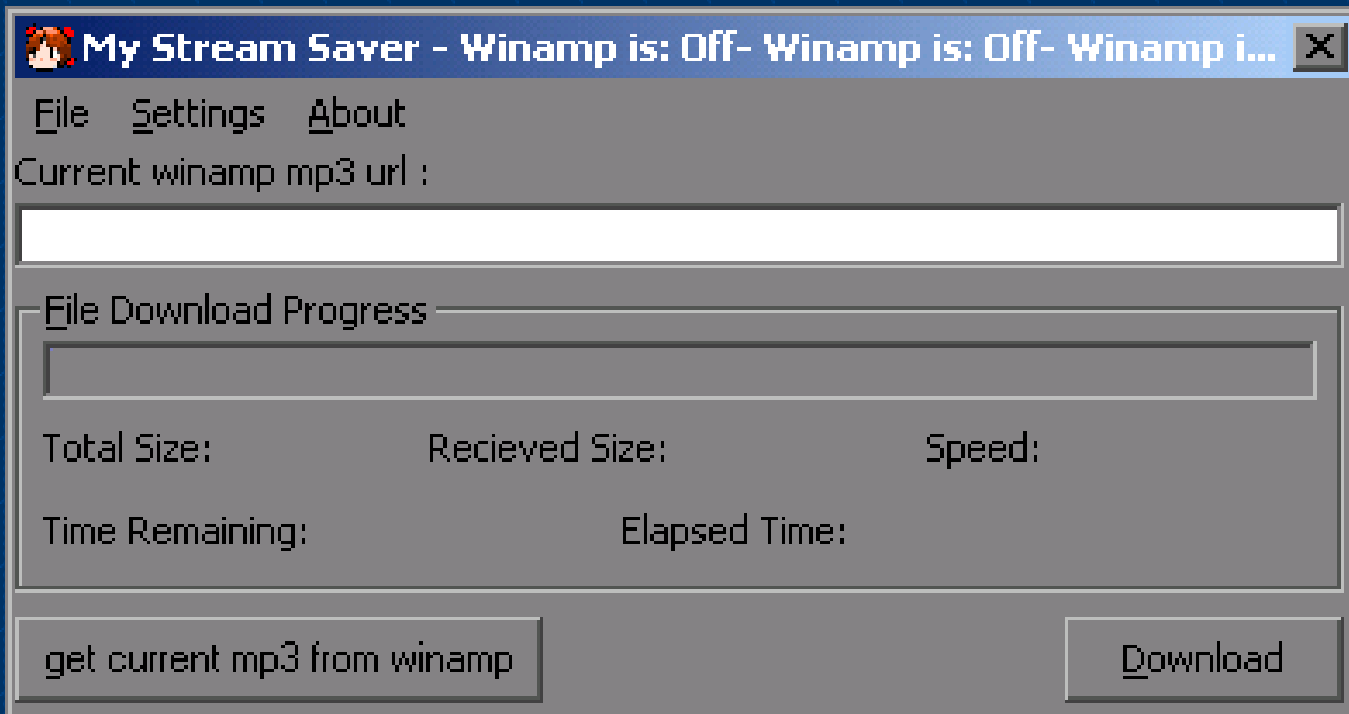 My Stream Saver - Winamp is: Off- Winamp is: Off- Winamp i...
File Settings About
Current winamp mp3 url :
File Download Progress
Total Size: Recieved Size: Speed:
Time Remaining: Elapsed Time:
get current mp3 from winamp Download